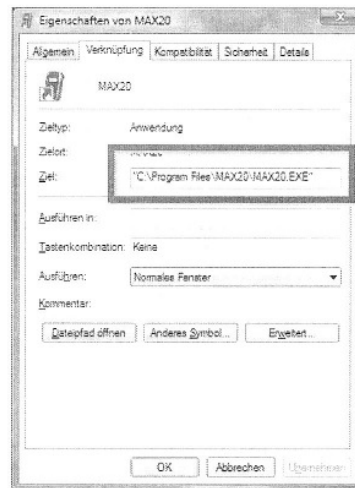 Eigenschaften von MAX20
Allgemein Verknüpfung Kompatibilität Sicherheit Details
MAX20
Zieltyp: Anwendung
Zielort:
Ziel: "C:\Program Files\MAX20\MAX20.EXE"
Ausführen in:
Tastenkombination: Keine
Ausführen: Normales Fenster
Kommentar:
Dateipfad öffnen Anderes Symbol... Erweitert...
OK Abbrechen Übernehmen